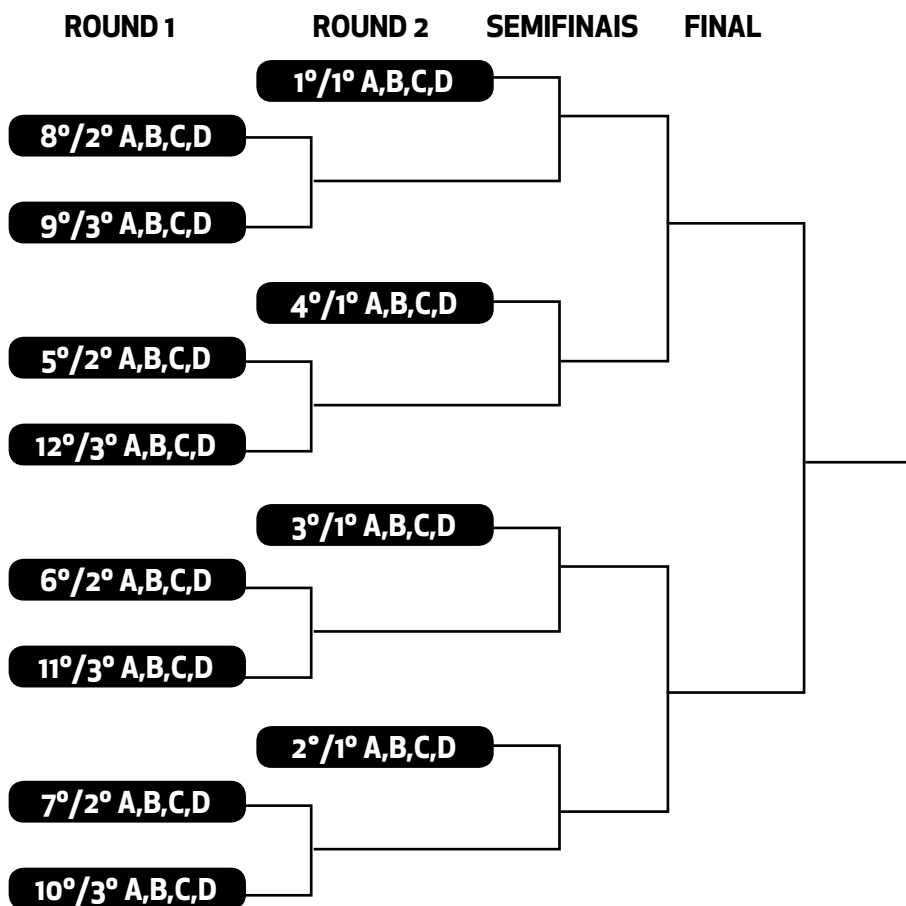 ROUND 1 ROUND 2 SEMIFINAIS FINAL
1º/1º A,B,C,D
8º/2º A,B,C,D
9º/3º A,B,C,D
4º/1º A,B,C,D
5º/2º A,B,C,D
12º/3º A,B,C,D
3º/1º A,B,C,D
6º/2º A,B,C,D
11º/3º A,B,C,D
2°/1º A,B,C,D
7º/2º A,B,C,D
10º/3º A,B,C,D